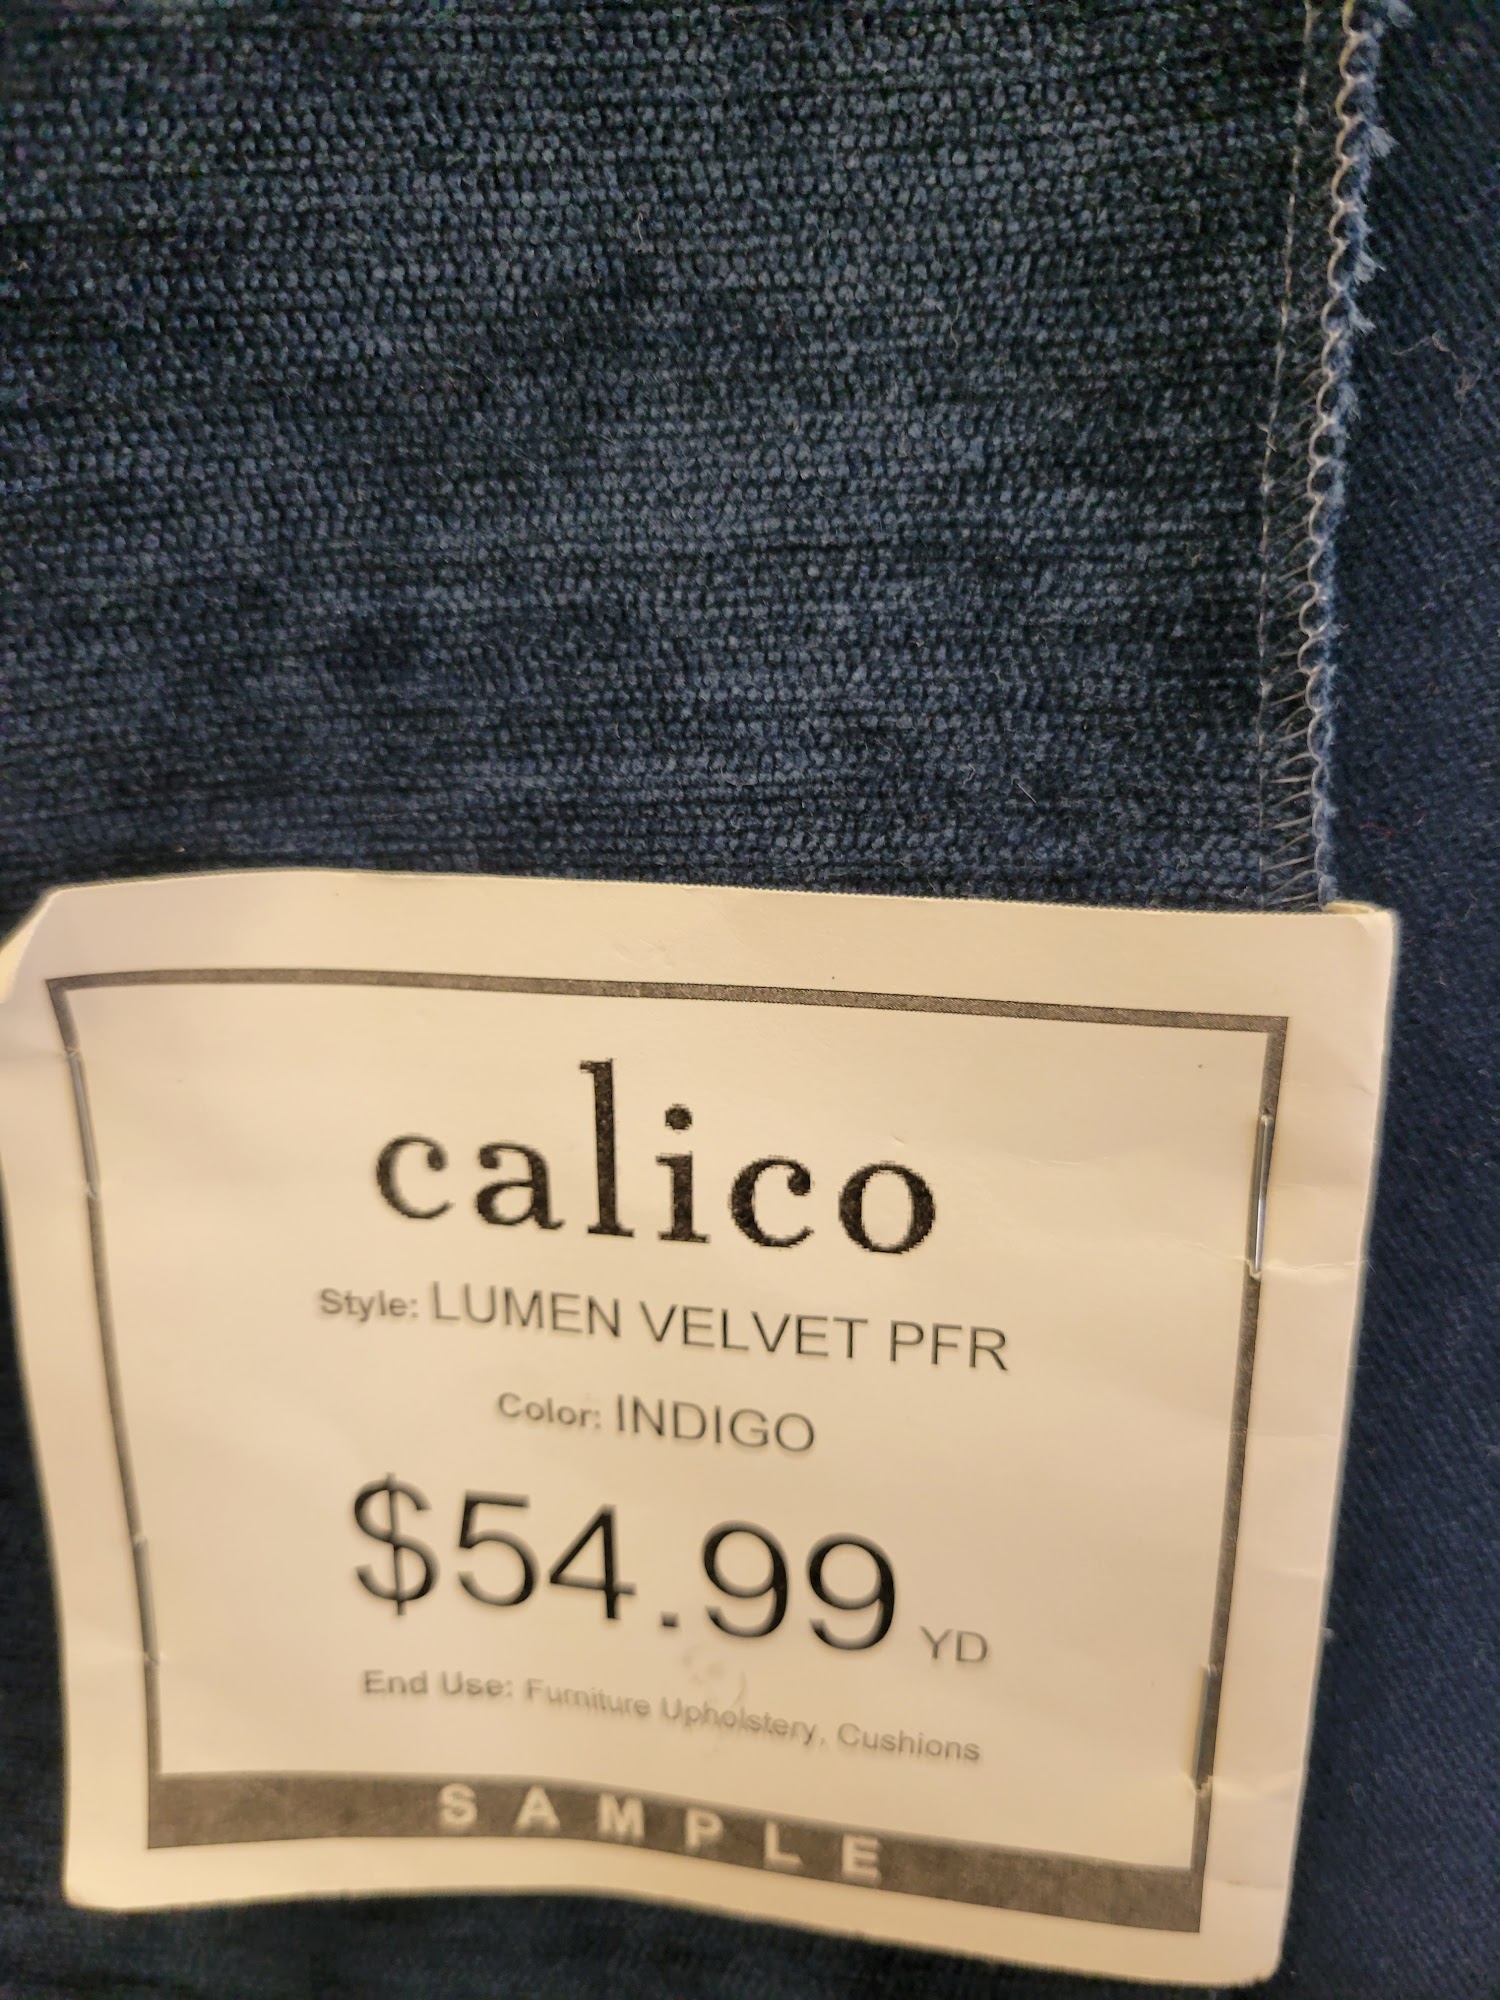 calico
Style: LUMEN VELVET PFR
Color: INDIGO
$54.99 YD
End Use: Furniture Upholstery, Cushions
SAMPLE